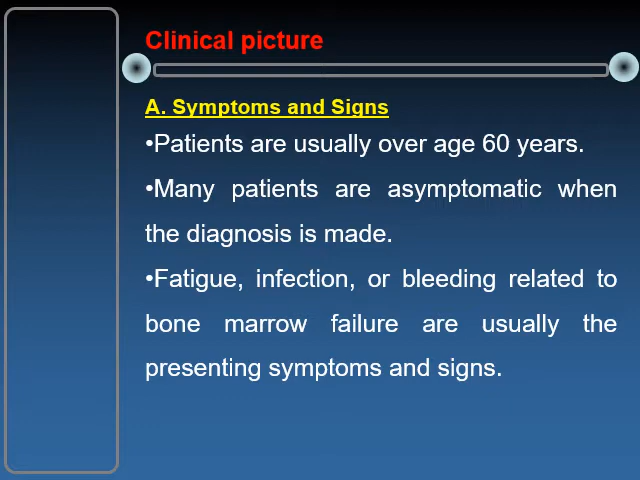 Clinical picture
A. Symptoms and Signs
•Patients are usually over age 60 years.
•Many patients are asymptomatic when
the diagnosis is made.
•Fatigue, infection, or bleeding related to
bone marrow failure are usually the
presenting symptoms and signs.